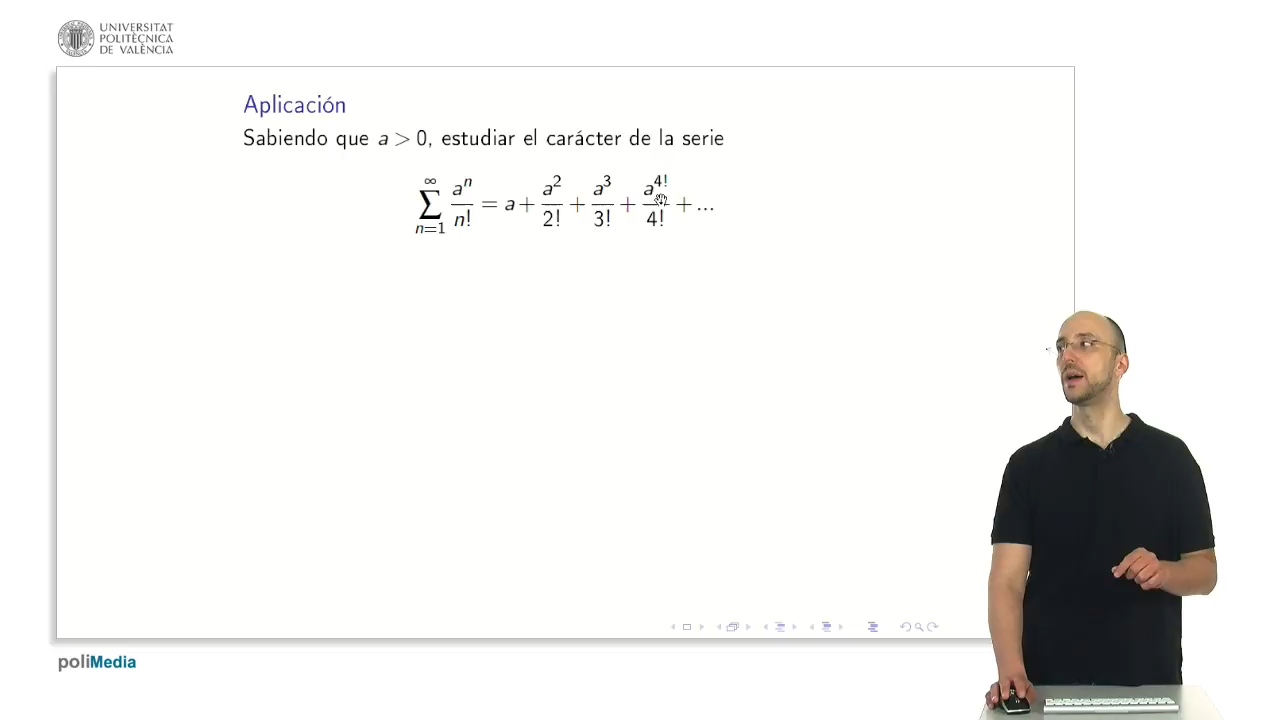 UNIVERSITAT
POLITÈCNICA
DE VALÈNCIA
Aplicación
Sabiendo que a > 0, estudiar el carácter de la serie
∑_{n=1}^{∞} a^n/n! = a + a^2/2! + a^3/3! + a^{4!}/4! + ...
poliMedia